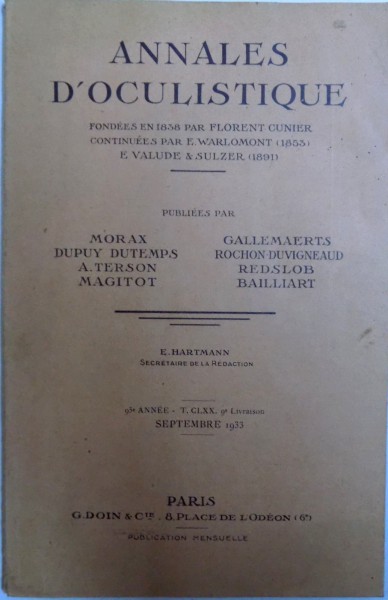 ANNALES
D'OCULISTIQUE
FONDÉES EN 1838 PAR FLORENT CUNIER
CONTINUÉES PAR E. WARLOMONT (1855)
E. VALUDE & SULZER (1891)
PUBLIÉES PAR
MORAX
DUPUY DUTEMPS
A. TERSON
MAGITOT
GALLEMAERTS
ROCHON-DUVIGNEAUD
REDSLOB
BAILLIART
E. HARTMANN
SECRÉTAIRE DE LA RÉDACTION
95e ANNÉE - T. CLXX. 9e Livraison
SEPTEMBRE 1933
PARIS
G. DOIN & Cie . 8, PLACE DE L'ODÉON (6e)
PUBLICATION MENSUELLE